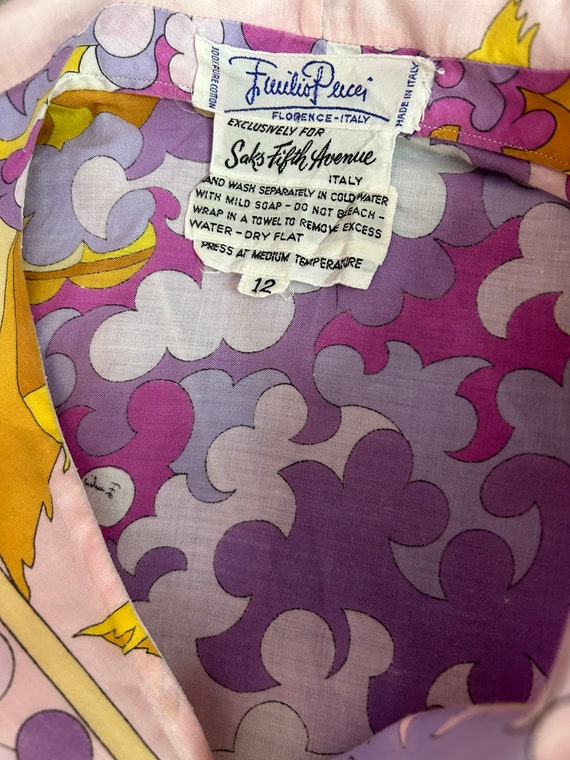 100% PURE COTTON
Emilio Pucci
FLORENCE-ITALY
MADE IN ITALY
EXCLUSIVELY FOR
Saks Fifth Avenue
ITALY
HAND WASH SEPARATELY IN COLD WATER
WITH MILD SOAP - DO NOT BLEACH -
WRAP IN A TOWEL TO REMOVE EXCESS
WATER - DRY FLAT
PRESS AT MEDIUM TEMPERATURE
12
Emilio